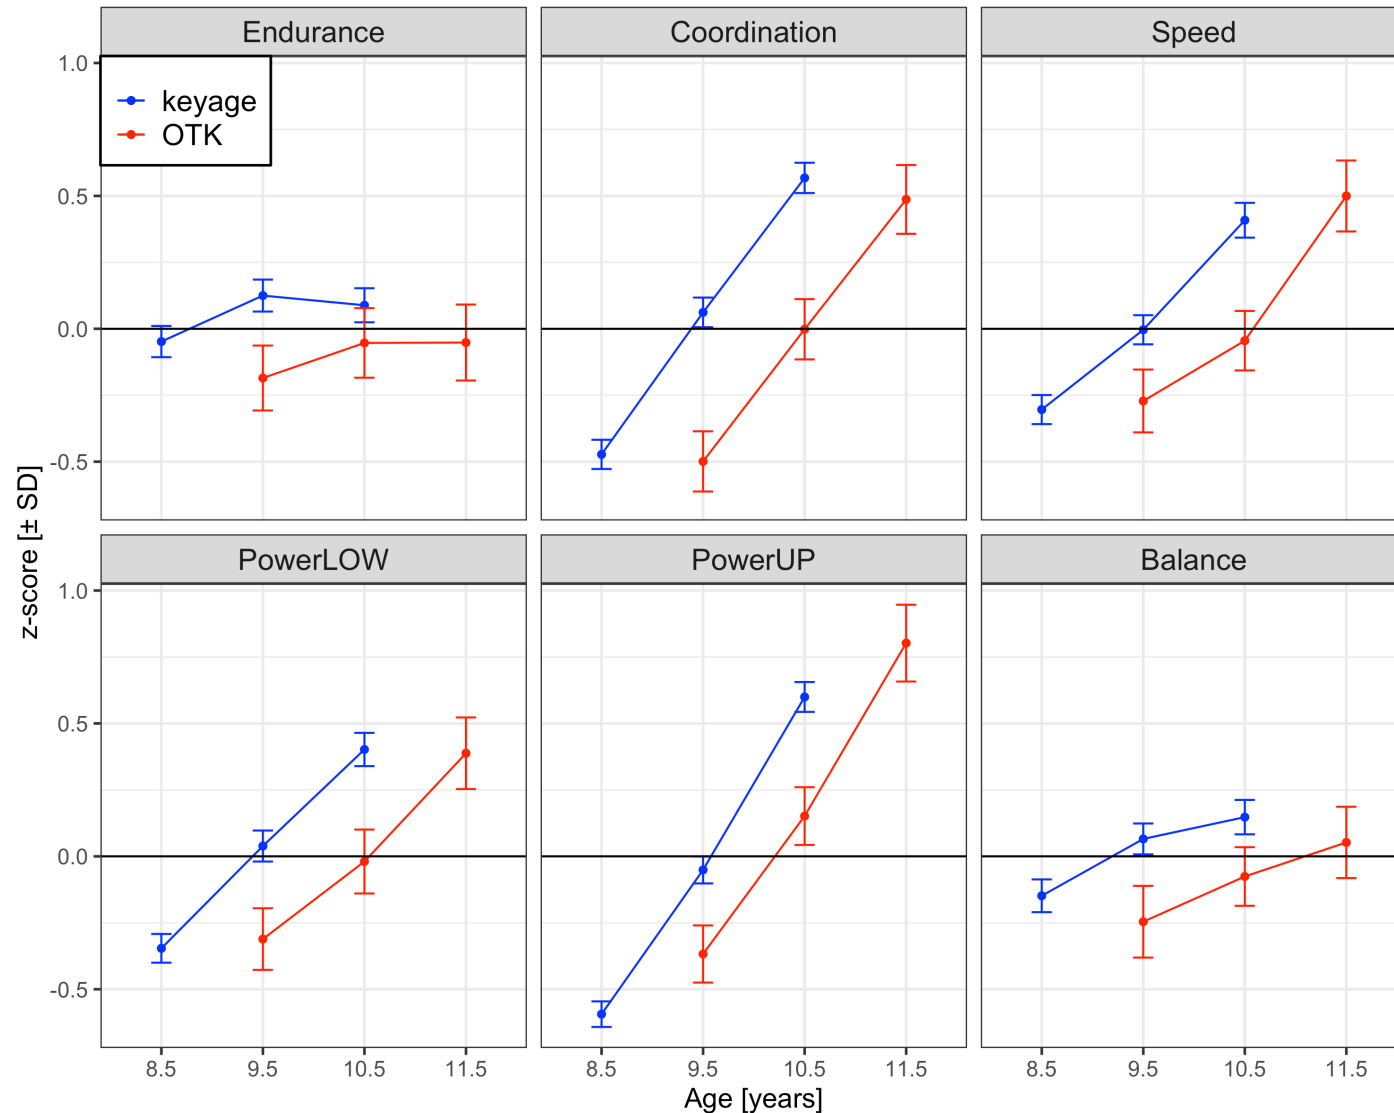 Endurance Coordination Speed
keyage
OTK
1.0
0.5
0.0
-0.5
z-score [± SD]
PowerLOW PowerUP Balance
1.0
0.5
0.0
-0.5
8.5 9.5 10.5 11.5 8.5 9.5 10.5 11.5 8.5 9.5 10.5 11.5
Age [years]